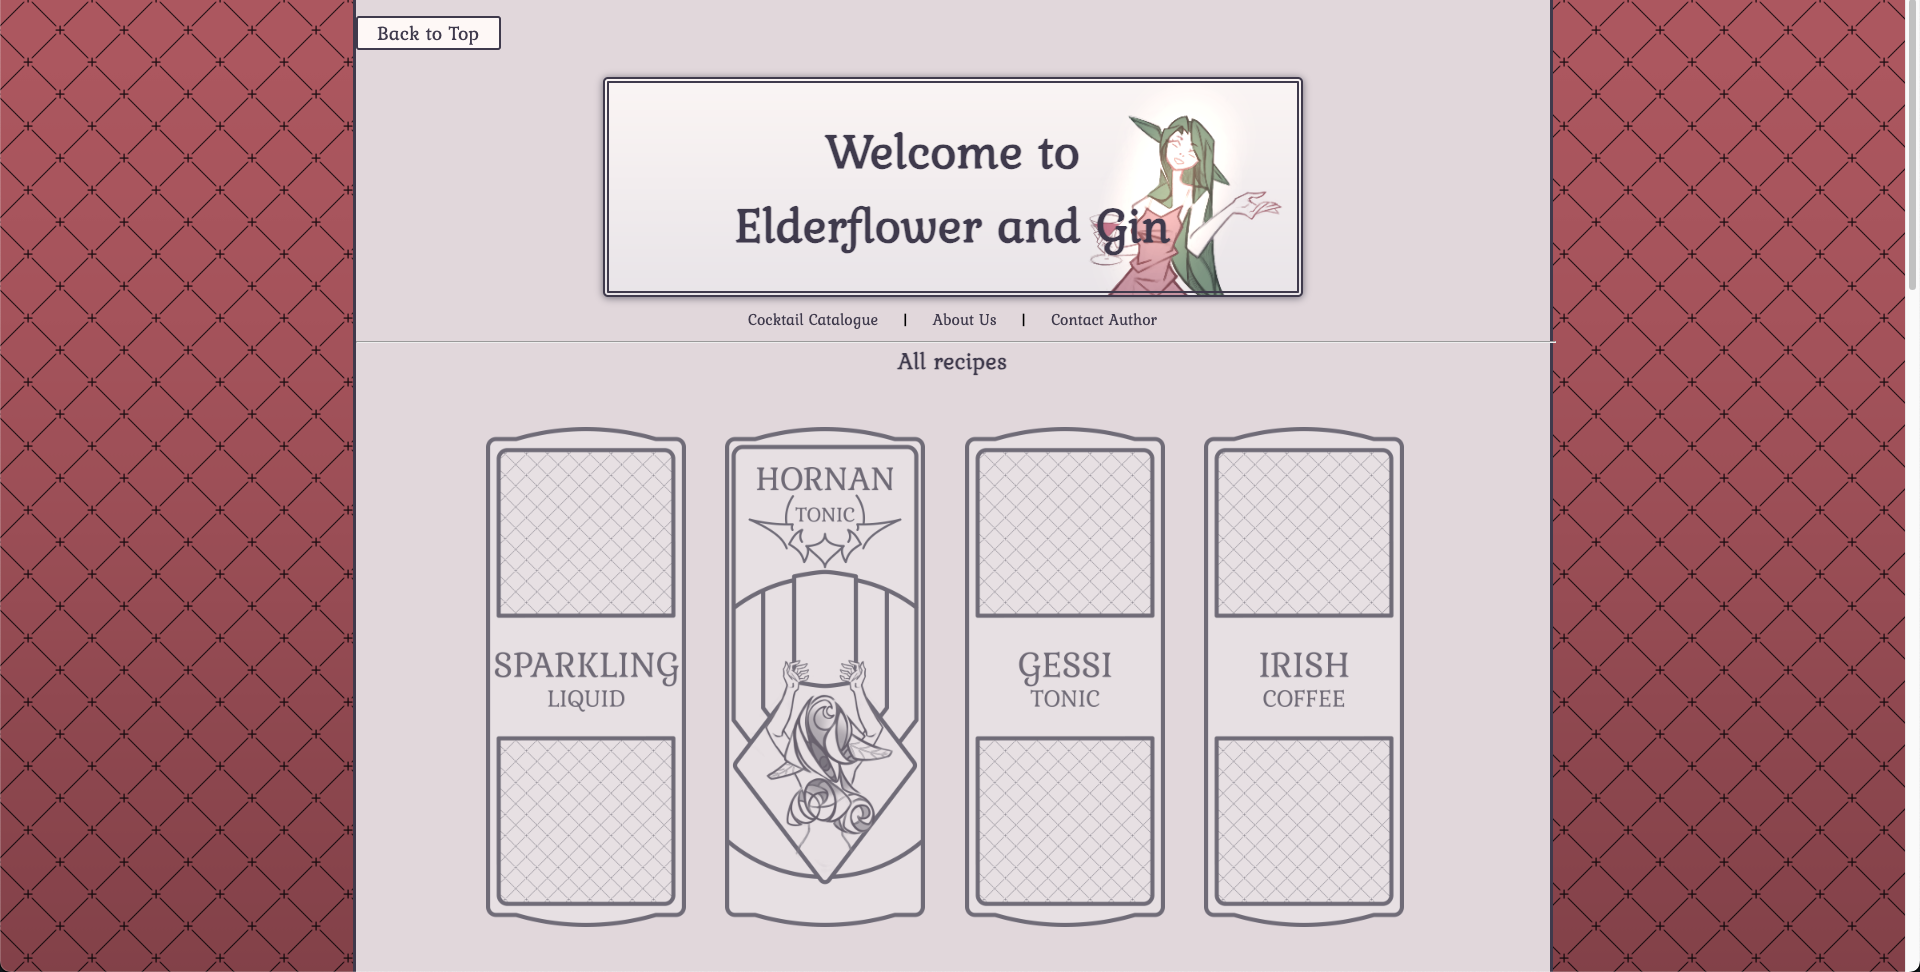 Back to Top
Welcome to
Elderflower and Gin
Cocktail Catalogue | About Us | Contact Author
All recipes
SPARKLING
LIQUID
HORNAN
TONIC
GESSI
TONIC
IRISH
COFFEE